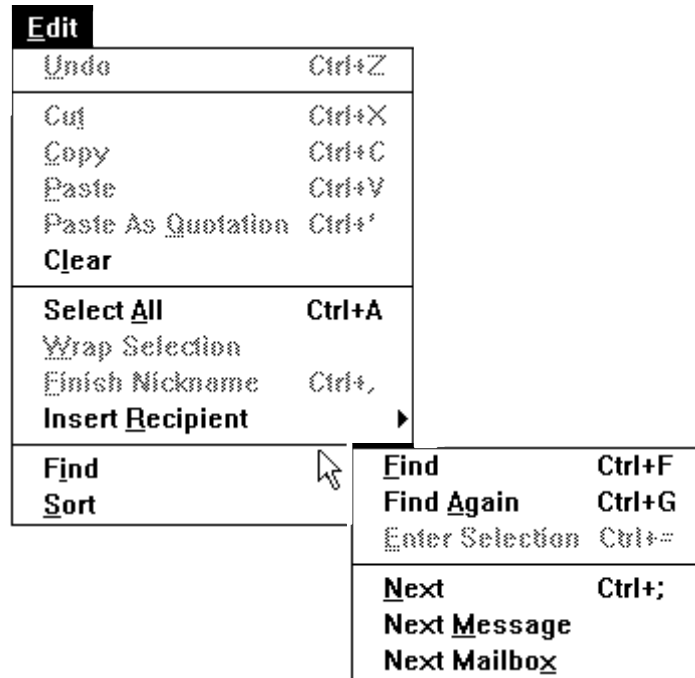 Edit
Undo Ctrl+Z
Cut Ctrl+X
Copy Ctrl+C
Paste Ctrl+V
Paste As Quotation Ctrl+'
Clear
Select All Ctrl+A
Wrap Selection
Finish Nickname Ctrl+,
Insert Recipient
Find
Sort
Find Ctrl+F
Find Again Ctrl+G
Enter Selection Ctrl+=
Next Ctrl+;
Next Message
Next Mailbox